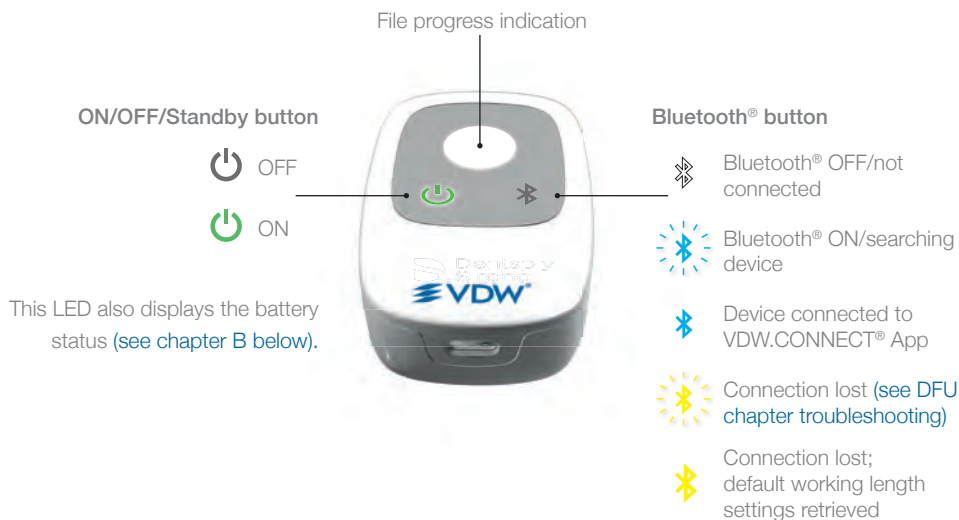 File progress indication
ON/OFF/Standby button
OFF
ON
This LED also displays the battery
status (see chapter B below).
Dentsply
Sirona
VDW®
Bluetooth® button
Bluetooth® OFF/not
connected
Bluetooth® ON/searching
device
Device connected to
VDW.CONNECT® App
Connection lost (see DFU
chapter troubleshooting)
Connection lost;
default working length
settings retrieved